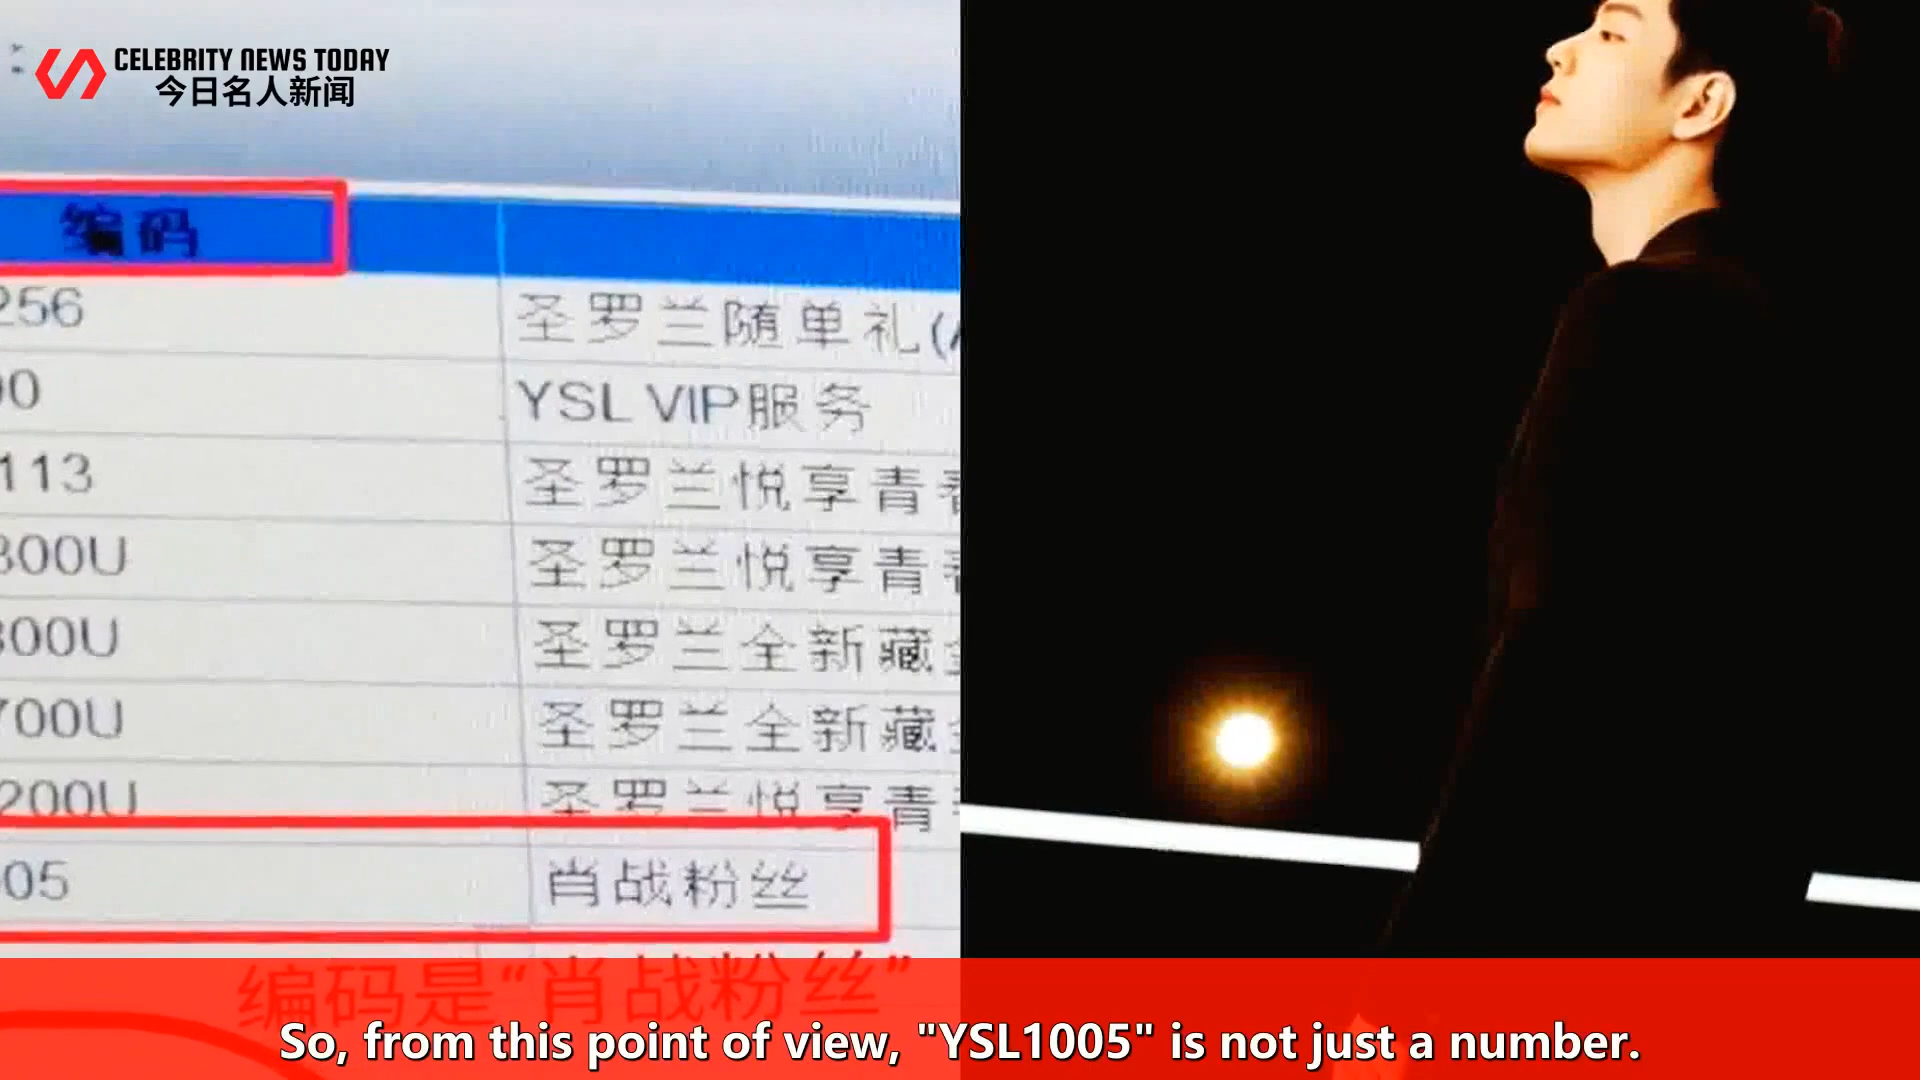 CELEBRITY NEWS TODAY
今日名人新闻
编码
256 圣罗兰随单礼(
00 YSL VIP服务
113 圣罗兰悦享青春
300U 圣罗兰悦享青春
300U 圣罗兰全新藏
700U 圣罗兰全新藏
200U 圣罗兰悦享青
005 肖战粉丝
编码是“肖战粉丝”
So, from this point of view, "YSL1005" is not just a number.